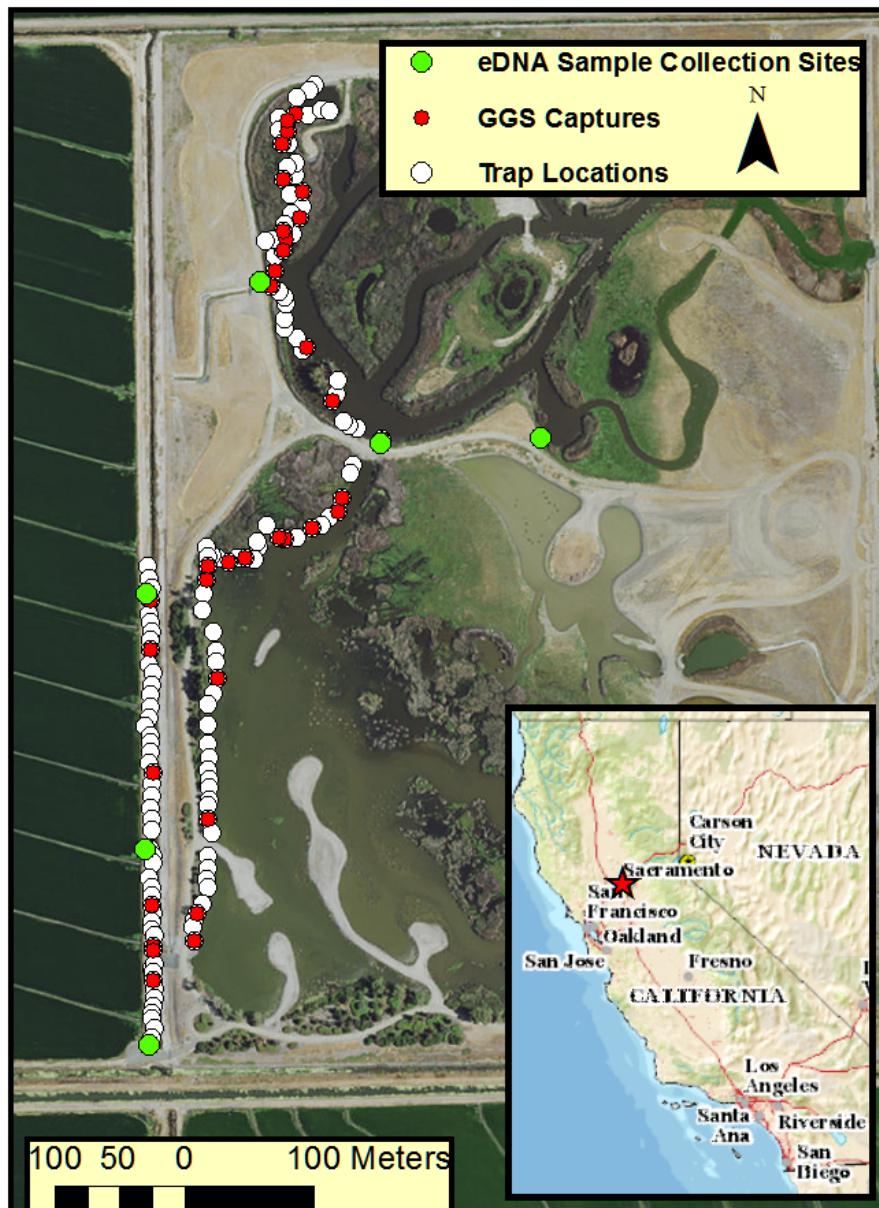 eDNA Sample Collection Sites
GGS Captures
N
Trap Locations
Carson
City
NEVADA
Sacramento
San
Francisco
Oakland
San Jose
Fresno
CALIFORNIA
Los
Angeles
Santa
Ana
Riverside
San
Diego
100 50 0 100 Meters